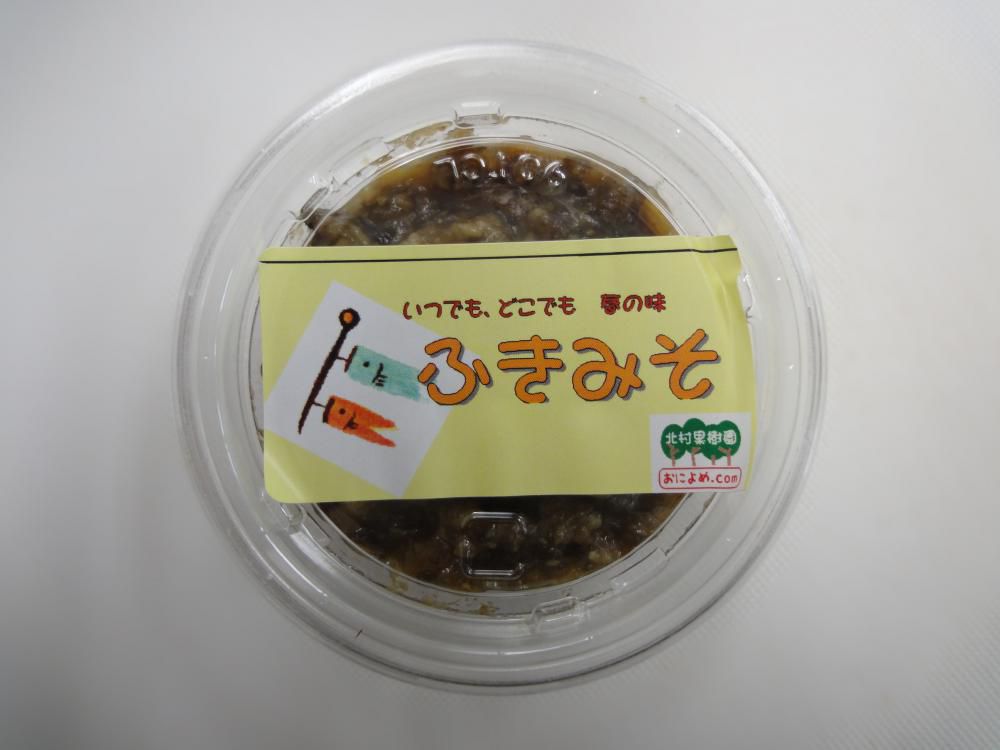 いつでも、どこでも　春の味
ふきみそ
北村果樹園
おによめ.com